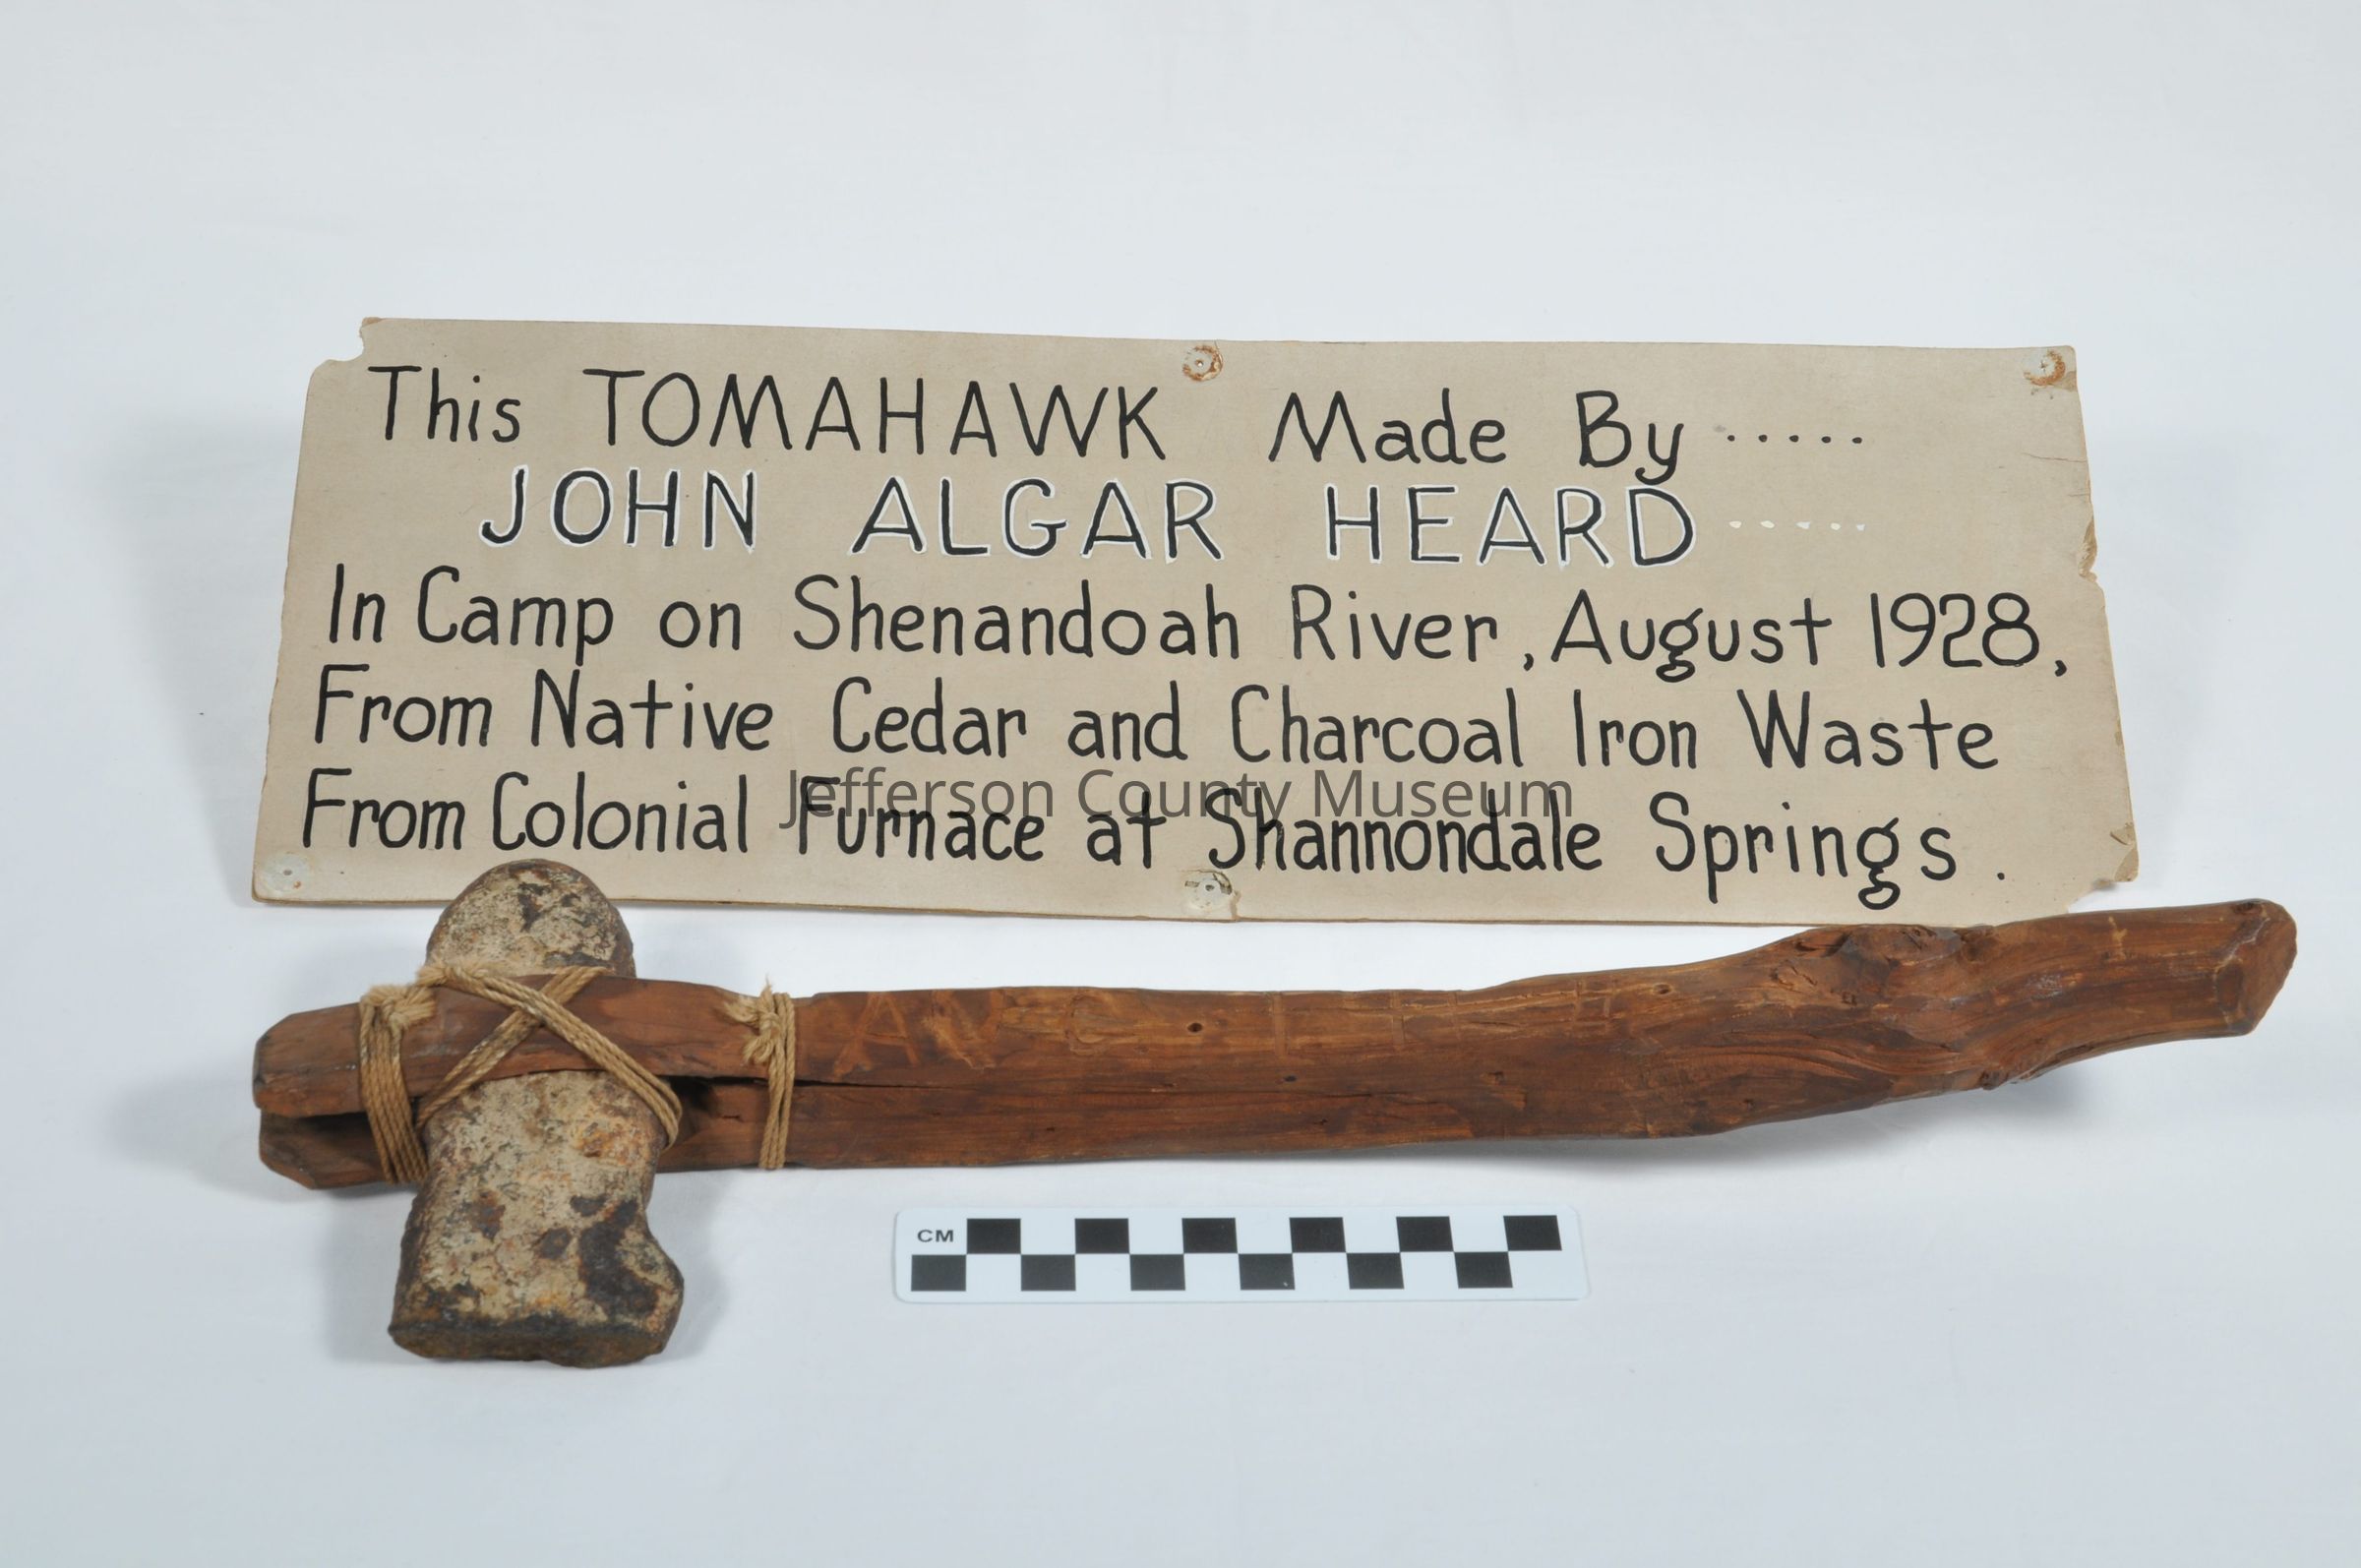 This TOMAHAWK Made By .....
JOHN ALGAR HEARD .....
In Camp on Shenandoah River, August 1928,
From Native Cedar and Charcoal Iron Waste
From Colonial Furnace at Shannondale Springs.
Jefferson County Museum
CM